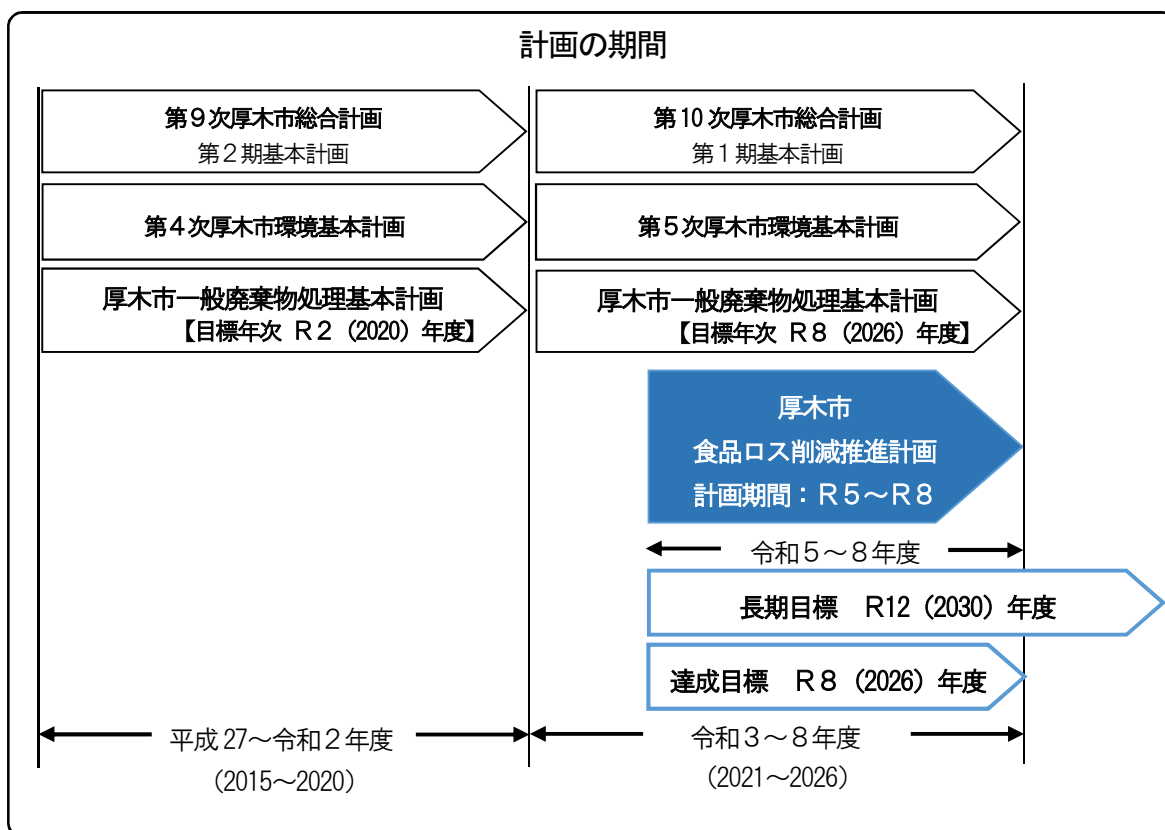 計画の期間
第９次厚木市総合計画
第２期基本計画
第10次厚木市総合計画
第１期基本計画
第４次厚木市環境基本計画
第５次厚木市環境基本計画
厚木市一般廃棄物処理基本計画
【目標年次 Ｒ２（2020）年度】
厚木市一般廃棄物処理基本計画
【目標年次 Ｒ８（2026）年度】
厚木市
食品ロス削減推進計画
計画期間：Ｒ５～Ｒ８
令和５～８年度
長期目標　R12（2030）年度
達成目標　Ｒ８（2026）年度
平成27～令和２年度
（2015～2020）
令和３～８年度
（2021～2026）